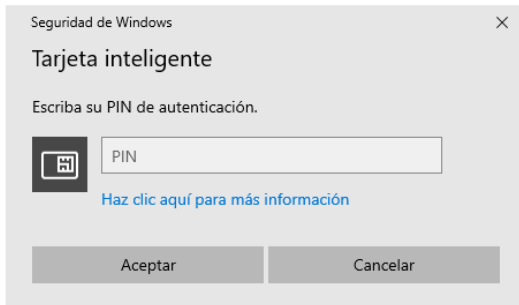 Seguridad de Windows
Tarjeta inteligente
Escriba su PIN de autenticación.
PIN
Haz clic aquí para más información
Aceptar Cancelar